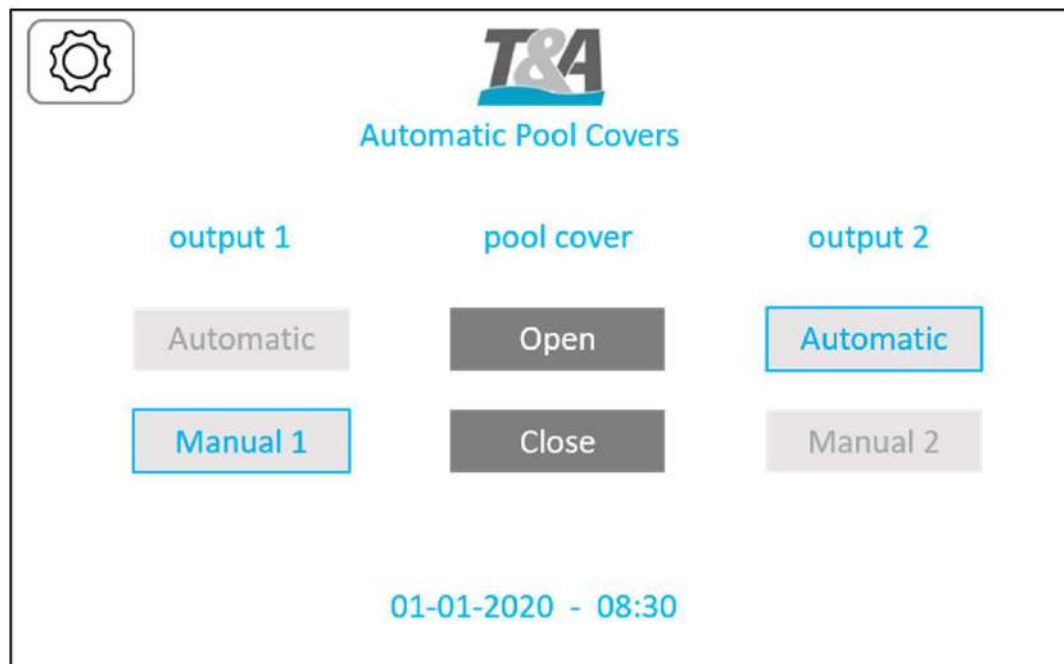 T&A
Automatic Pool Covers
output 1 pool cover output 2
Automatic Open Automatic
Manual 1 Close Manual 2
01-01-2020 - 08:30